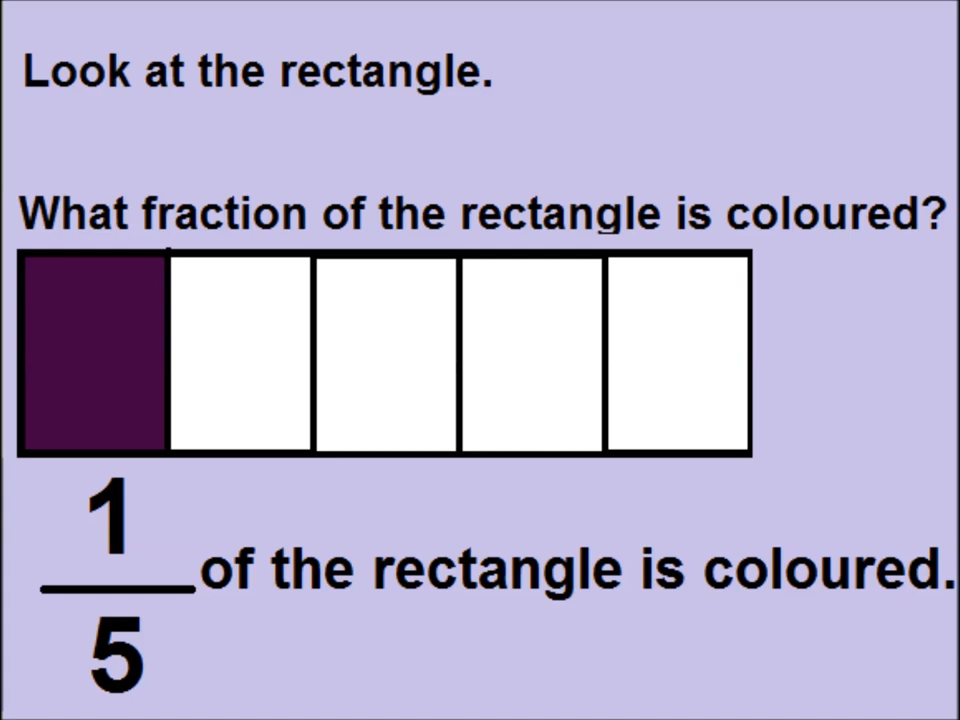 Look at the rectangle.
What fraction of the rectangle is coloured?
1
of the rectangle is coloured.
5